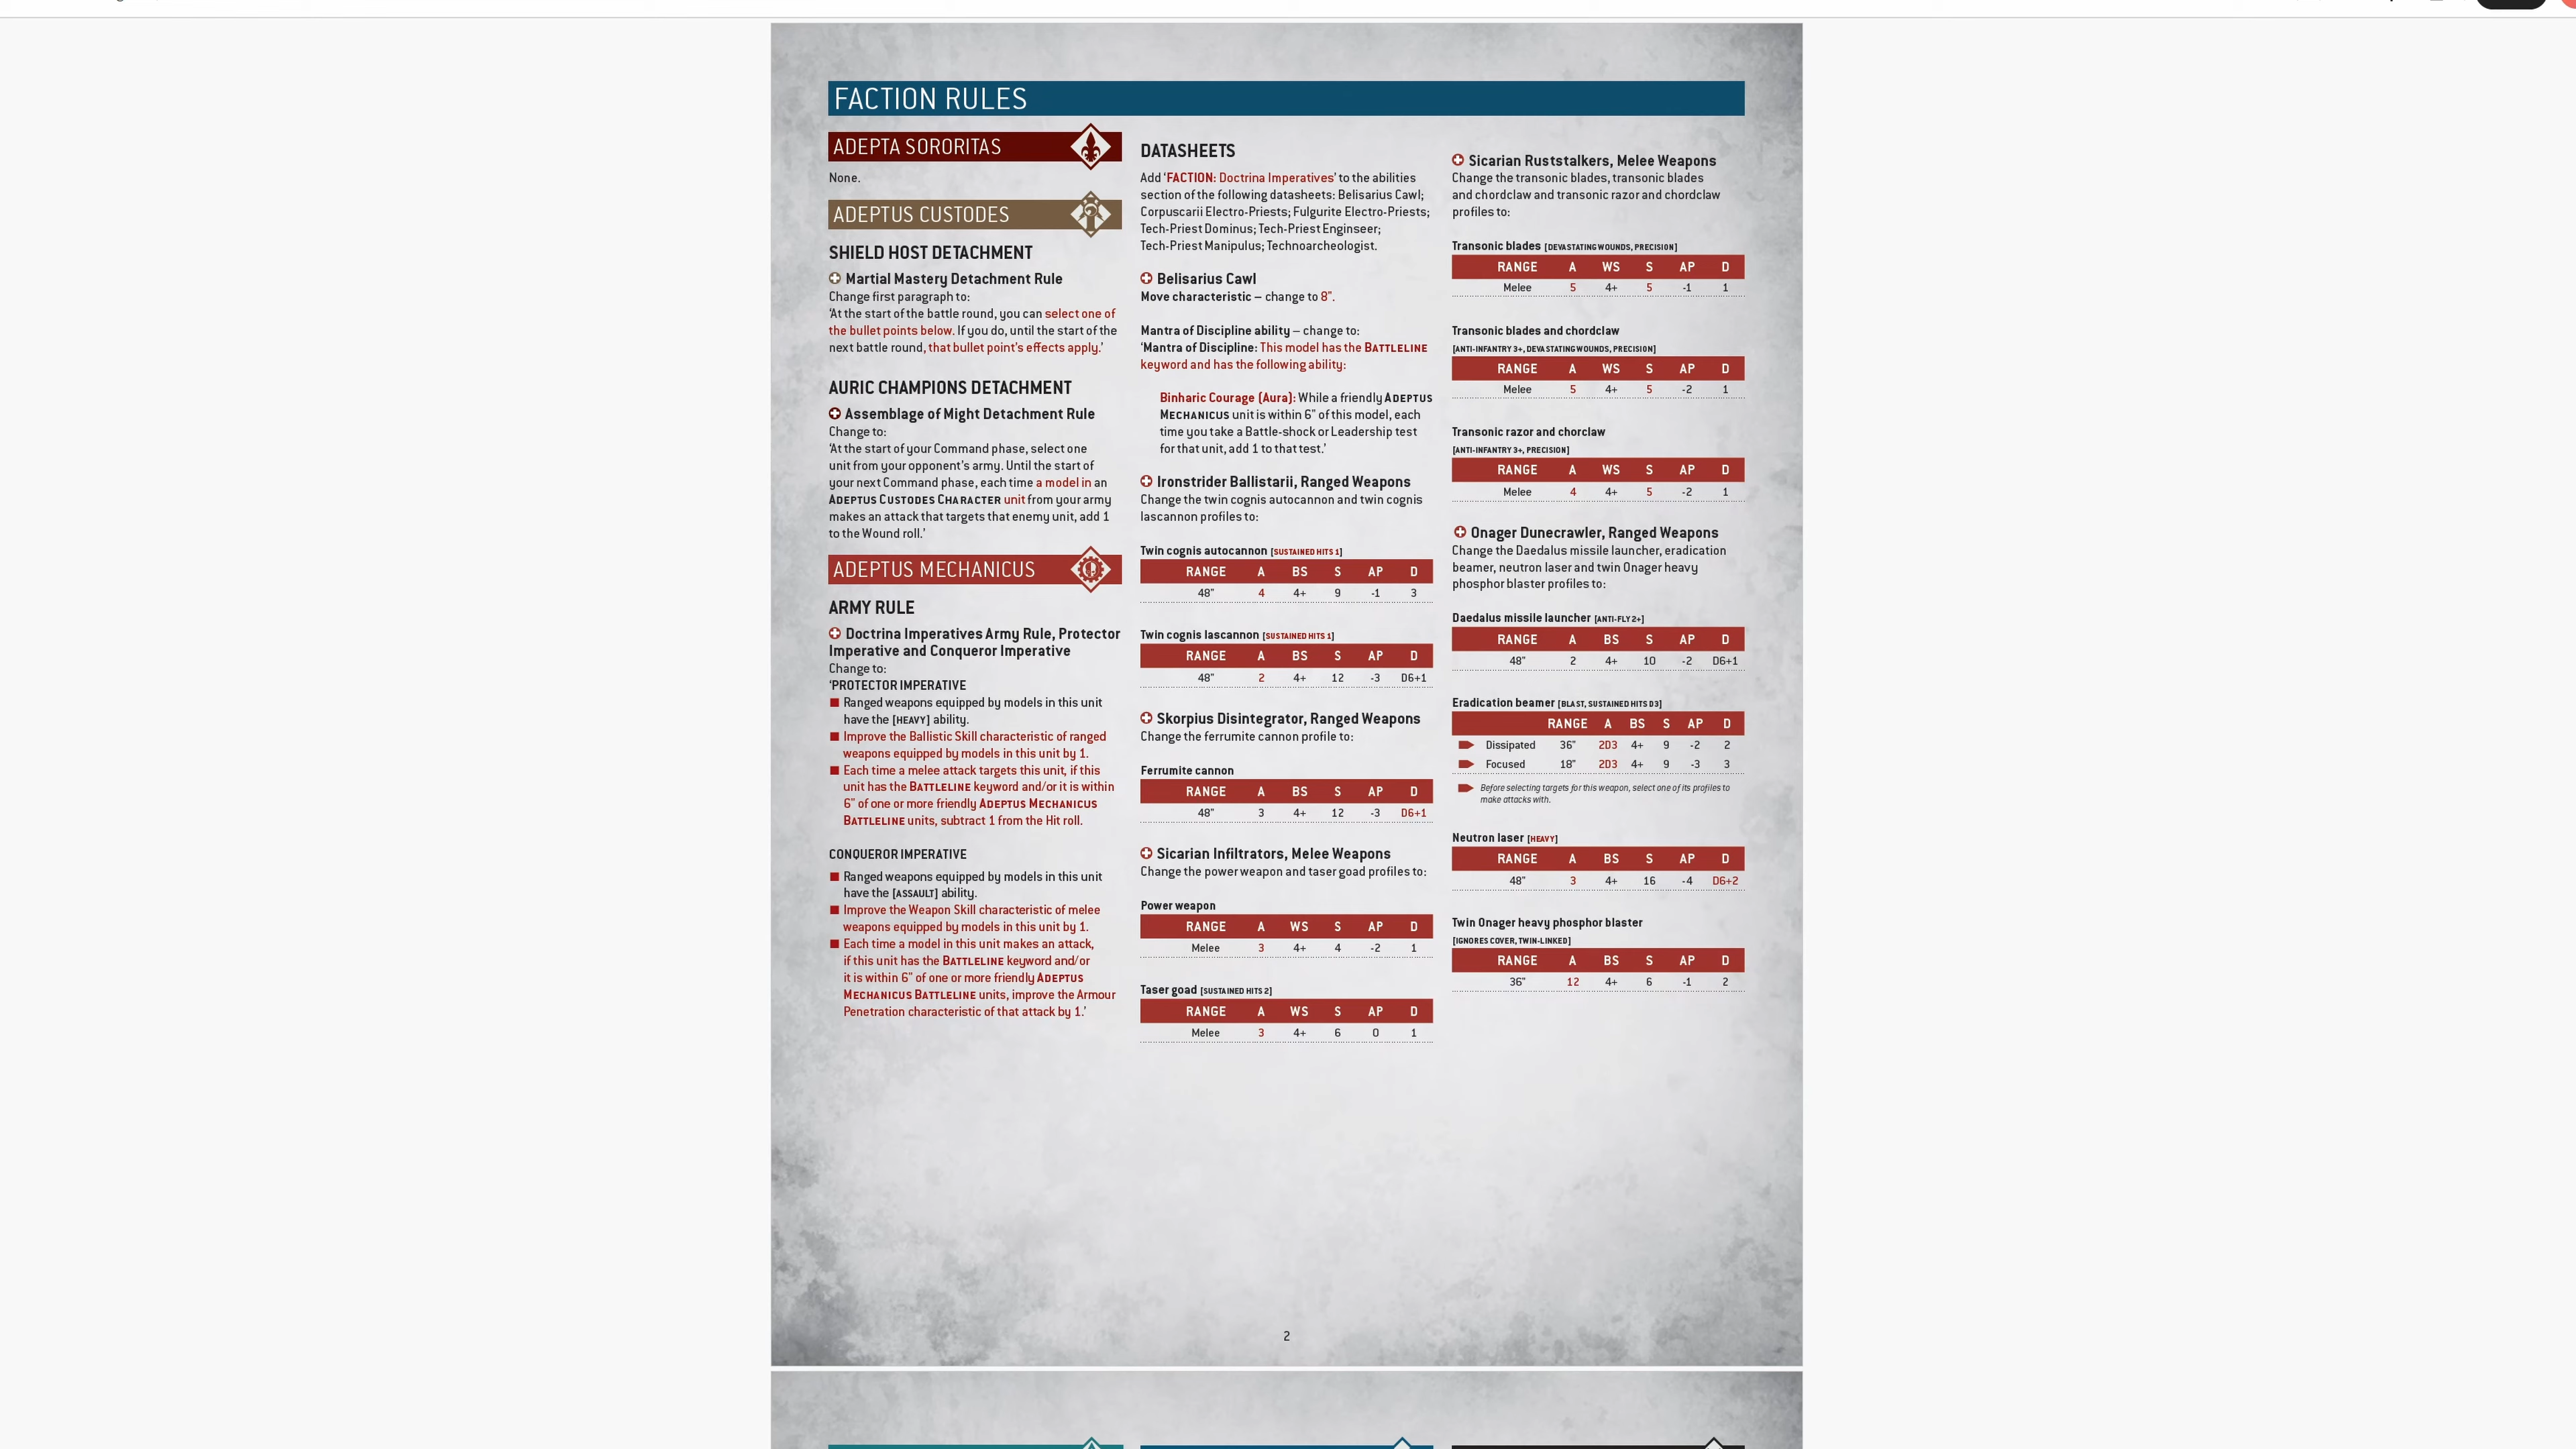 FACTION RULES
ADEPTA SORORITAS
None.
ADEPTUS CUSTODES
SHIELD HOST DETACHMENT
Martial Mastery Detachment Rule
Change first paragraph to:
‘At the start of the battle round, you can select one of
the bullet points below. If you do, until the start of the
next battle round, that bullet point’s effects apply.’
AURIC CHAMPIONS DETACHMENT
Assemblage of Might Detachment Rule
Change to:
‘At the start of your Command phase, select one
unit from your opponent’s army. Until the start of
your next Command phase, each time a model in an
ADEPTUS CUSTODES CHARACTER unit from your army
makes an attack that targets that enemy unit, add 1
to the Wound roll.’
ADEPTUS MECHANICUS
ARMY RULE
Doctrina Imperatives Army Rule, Protector
Imperative and Conqueror Imperative
Change to:
‘PROTECTOR IMPERATIVE
Ranged weapons equipped by models in this unit
have the [HEAVY] ability.
Improve the Ballistic Skill characteristic of ranged
weapons equipped by models in this unit by 1.
Each time a melee attack targets this unit, if this
unit has the BATTLELINE keyword and/or it is within
6" of one or more friendly ADEPTUS MECHANICUS
BATTLELINE units, subtract 1 from the Hit roll.
CONQUEROR IMPERATIVE
Ranged weapons equipped by models in this unit
have the [ASSAULT] ability.
Improve the Weapon Skill characteristic of melee
weapons equipped by models in this unit by 1.
Each time a model in this unit makes an attack,
if this unit has the BATTLELINE keyword and/or
it is within 6" of one or more friendly ADEPTUS
MECHANICUS BATTLELINE units, improve the Armour
Penetration characteristic of that attack by 1.’
DATASHEETS
Add ‘FACTION: Doctrina Imperatives’ to the abilities
section of the following datasheets: Belisarius Cawl;
Corpuscarii Electro-Priests; Fulgurite Electro-Priests;
Tech-Priest Dominus; Tech-Priest Enginseer;
Tech-Priest Manipulus; Technoarcheologist.
Belisarius Cawl
Move characteristic – change to 8".
Mantra of Discipline ability – change to:
‘Mantra of Discipline: This model has the BATTLELINE
keyword and has the following ability:
Binharic Courage (Aura): While a friendly ADEPTUS
MECHANICUS unit is within 6" of this model, each
time you take a Battle-shock or Leadership test
for that unit, add 1 to that test.’
Ironstrider Ballistarii, Ranged Weapons
Change the twin cognis autocannon and twin cognis
lascannon profiles to:
Twin cognis autocannon [SUSTAINED HITS 1]
RANGE A BS S AP D
48" 4 4+ 9 -1 3
Twin cognis lascannon [SUSTAINED HITS 1]
RANGE A BS S AP D
48" 2 4+ 12 -3 D6+1
Skorpius Disintegrator, Ranged Weapons
Change the ferrumite cannon profile to:
Ferrumite cannon
RANGE A BS S AP D
48" 3 4+ 12 -3 D6+1
Sicarian Infiltrators, Melee Weapons
Change the power weapon and taser goad profiles to:
Power weapon
RANGE A WS S AP D
Melee 3 4+ 4 -2 1
Taser goad [SUSTAINED HITS 2]
RANGE A WS S AP D
Melee 3 4+ 6 0 1
Sicarian Ruststalkers, Melee Weapons
Change the transonic blades, transonic blades
and chordclaw and transonic razor and chordclaw
profiles to:
Transonic blades [DEVASTATING WOUNDS, PRECISION]
RANGE A WS S AP D
Melee 5 4+ 5 -1 1
Transonic blades and chordclaw
[ANTI-INFANTRY 3+, DEVASTATING WOUNDS, PRECISION]
RANGE A WS S AP D
Melee 5 4+ 5 -2 1
Transonic razor and chorclaw
[ANTI-INFANTRY 3+, PRECISION]
RANGE A WS S AP D
Melee 4 4+ 5 -2 1
Onager Dunecrawler, Ranged Weapons
Change the Daedalus missile launcher, eradication
beamer, neutron laser and twin Onager heavy
phosphor blaster profiles to:
Daedalus missile launcher [ANTI-FLY 2+]
RANGE A BS S AP D
48" 2 4+ 10 -2 D6+1
Eradication beamer [BLAST, SUSTAINED HITS D3]
RANGE A BS S AP D
Dissipated 36" 2D3 4+ 9 -2 2
Focused 18" 2D3 4+ 9 -3 3
Before selecting targets for this weapon, select one of its profiles to
make attacks with.
Neutron laser [HEAVY]
RANGE A BS S AP D
48" 3 4+ 16 -4 D6+2
Twin Onager heavy phosphor blaster
[IGNORES COVER, TWIN-LINKED]
RANGE A BS S AP D
36" 12 4+ 6 -1 2
2